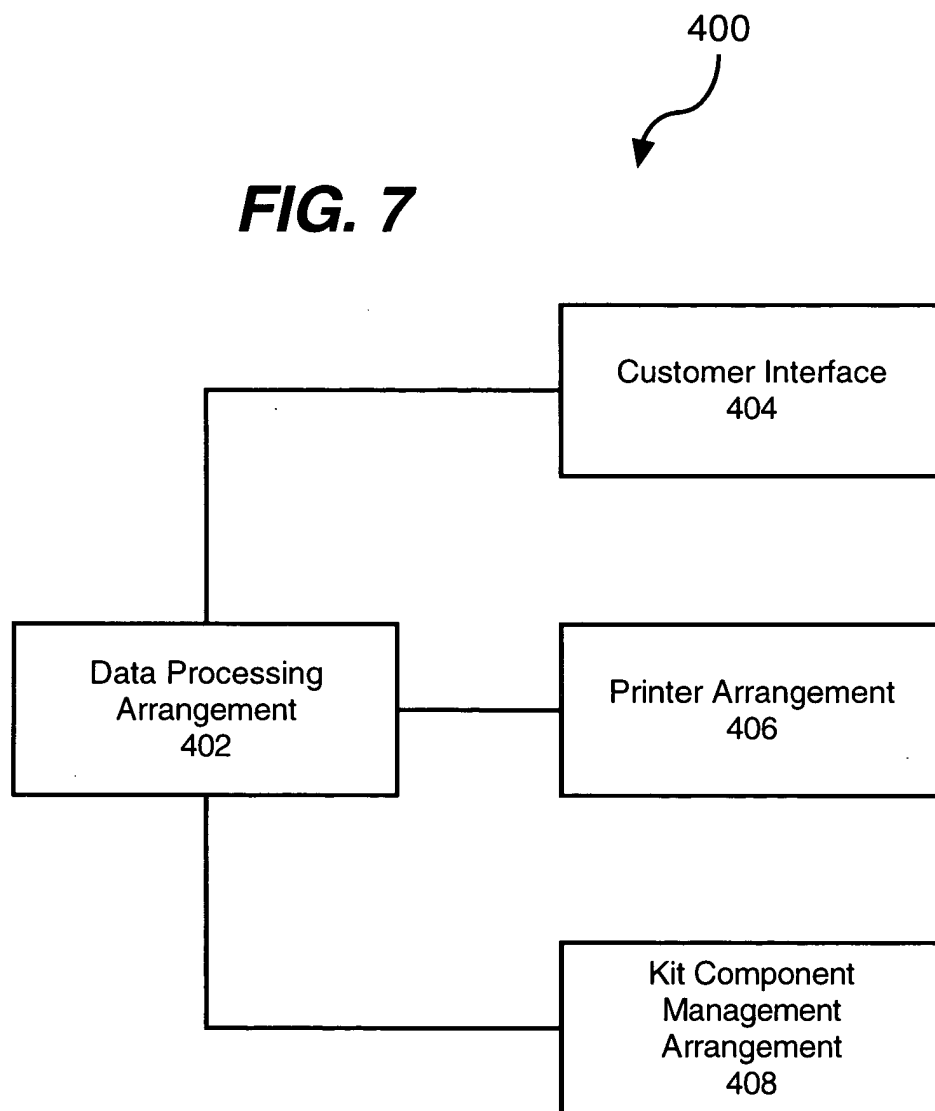 400
FIG. 7
Customer Interface
404
Data Processing
Arrangement
402
Printer Arrangement
406
Kit Component
Management
Arrangement
408